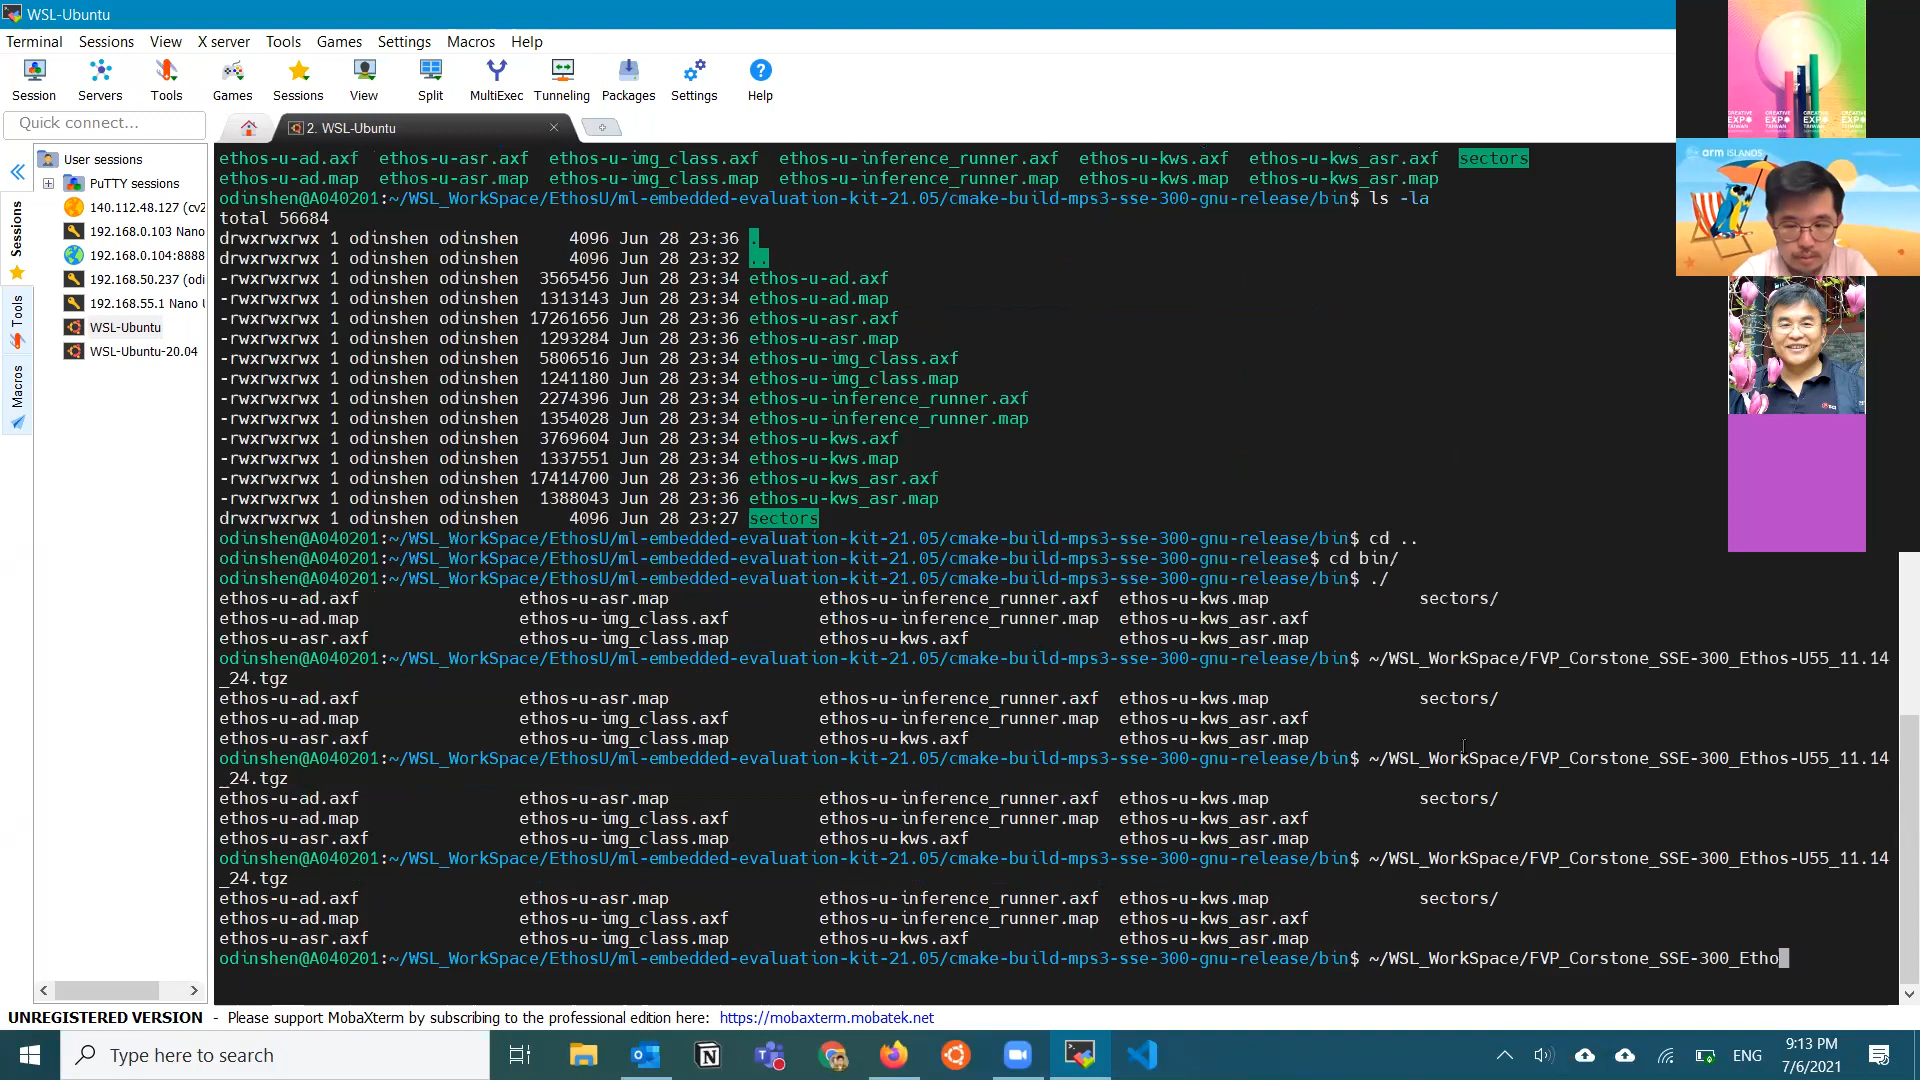 WSL-Ubuntu
Terminal Sessions View X server Tools Games Settings Macros Help
Session Servers Tools Games Sessions View Split MultiExec Tunneling Packages Settings Help
Quick connect...
2. WSL-Ubuntu
User sessions
PuTTY sessions
140.112.48.127 (cv2
192.168.0.103 Nano
192.168.0.104:8888
192.168.50.237 (odi
192.168.55.1 Nano
WSL-Ubuntu
WSL-Ubuntu-20.04
Sessions
Tools
Macros
ethos-u-ad.axf ethos-u-asr.axf ethos-u-img_class.axf ethos-u-inference_runner.axf ethos-u-kws.axf ethos-u-kws_asr.axf sectors
ethos-u-ad.map ethos-u-asr.map ethos-u-img_class.map ethos-u-inference_runner.map ethos-u-kws.map ethos-u-kws_asr.map
odinshen@A040201:~/WSL_WorkSpace/EthosU/ml-embedded-evaluation-kit-21.05/cmake-build-mps3-sse-300-gnu-release/bin$ ls -la
total 56684
drwxrwxrwx 1 odinshen odinshen 4096 Jun 28 23:36 .
drwxrwxrwx 1 odinshen odinshen 4096 Jun 28 23:32 ..
-rwxrwxrwx 1 odinshen odinshen 3565456 Jun 28 23:34 ethos-u-ad.axf
-rwxrwxrwx 1 odinshen odinshen 1313143 Jun 28 23:34 ethos-u-ad.map
-rwxrwxrwx 1 odinshen odinshen 17261656 Jun 28 23:36 ethos-u-asr.axf
-rwxrwxrwx 1 odinshen odinshen 1293284 Jun 28 23:36 ethos-u-asr.map
-rwxrwxrwx 1 odinshen odinshen 5806516 Jun 28 23:34 ethos-u-img_class.axf
-rwxrwxrwx 1 odinshen odinshen 1241180 Jun 28 23:34 ethos-u-img_class.map
-rwxrwxrwx 1 odinshen odinshen 2274396 Jun 28 23:34 ethos-u-inference_runner.axf
-rwxrwxrwx 1 odinshen odinshen 1354028 Jun 28 23:34 ethos-u-inference_runner.map
-rwxrwxrwx 1 odinshen odinshen 3769604 Jun 28 23:34 ethos-u-kws.axf
-rwxrwxrwx 1 odinshen odinshen 1337551 Jun 28 23:34 ethos-u-kws.map
-rwxrwxrwx 1 odinshen odinshen 17414700 Jun 28 23:36 ethos-u-kws_asr.axf
-rwxrwxrwx 1 odinshen odinshen 1388043 Jun 28 23:36 ethos-u-kws_asr.map
drwxrwxrwx 1 odinshen odinshen 4096 Jun 28 23:27 sectors
odinshen@A040201:~/WSL_WorkSpace/EthosU/ml-embedded-evaluation-kit-21.05/cmake-build-mps3-sse-300-gnu-release/bin$ cd ..
odinshen@A040201:~/WSL_WorkSpace/EthosU/ml-embedded-evaluation-kit-21.05/cmake-build-mps3-sse-300-gnu-release$ cd bin/
odinshen@A040201:~/WSL_WorkSpace/EthosU/ml-embedded-evaluation-kit-21.05/cmake-build-mps3-sse-300-gnu-release/bin$ ./
ethos-u-ad.axf ethos-u-asr.map ethos-u-inference_runner.axf ethos-u-kws.map sectors/
ethos-u-ad.map ethos-u-img_class.axf ethos-u-inference_runner.map ethos-u-kws_asr.axf
ethos-u-asr.axf ethos-u-img_class.map ethos-u-kws.axf ethos-u-kws_asr.map
odinshen@A040201:~/WSL_WorkSpace/EthosU/ml-embedded-evaluation-kit-21.05/cmake-build-mps3-sse-300-gnu-release/bin$ ~/WSL_WorkSpace/FVP_Corstone_SSE-300_Ethos-U55_11.14
_24.tgz
ethos-u-ad.axf ethos-u-asr.map ethos-u-inference_runner.axf ethos-u-kws.map sectors/
ethos-u-ad.map ethos-u-img_class.axf ethos-u-inference_runner.map ethos-u-kws_asr.axf
ethos-u-asr.axf ethos-u-img_class.map ethos-u-kws.axf ethos-u-kws_asr.map
odinshen@A040201:~/WSL_WorkSpace/EthosU/ml-embedded-evaluation-kit-21.05/cmake-build-mps3-sse-300-gnu-release/bin$ ~/WSL_WorkSpace/FVP_Corstone_SSE-300_Ethos-U55_11.14
_24.tgz
ethos-u-ad.axf ethos-u-asr.map ethos-u-inference_runner.axf ethos-u-kws.map sectors/
ethos-u-ad.map ethos-u-img_class.axf ethos-u-inference_runner.map ethos-u-kws_asr.axf
ethos-u-asr.axf ethos-u-img_class.map ethos-u-kws.axf ethos-u-kws_asr.map
odinshen@A040201:~/WSL_WorkSpace/EthosU/ml-embedded-evaluation-kit-21.05/cmake-build-mps3-sse-300-gnu-release/bin$ ~/WSL_WorkSpace/FVP_Corstone_SSE-300_Ethos-U55_11.14
_24.tgz
ethos-u-ad.axf ethos-u-asr.map ethos-u-inference_runner.axf ethos-u-kws.map sectors/
ethos-u-ad.map ethos-u-img_class.axf ethos-u-inference_runner.map ethos-u-kws_asr.axf
ethos-u-asr.axf ethos-u-img_class.map ethos-u-kws.axf ethos-u-kws_asr.map
odinshen@A040201:~/WSL_WorkSpace/EthosU/ml-embedded-evaluation-kit-21.05/cmake-build-mps3-sse-300-gnu-release/bin$ ~/WSL_WorkSpace/FVP_Corstone_SSE-300_Etho
CREATIVE EXPO TAIWAN
arm ISLANDS
UNREGISTERED VERSION - Please support MobaXterm by subscribing to the professional edition here: https://mobaxterm.mobatek.net
Type here to search
ENG
9:13 PM
7/6/2021